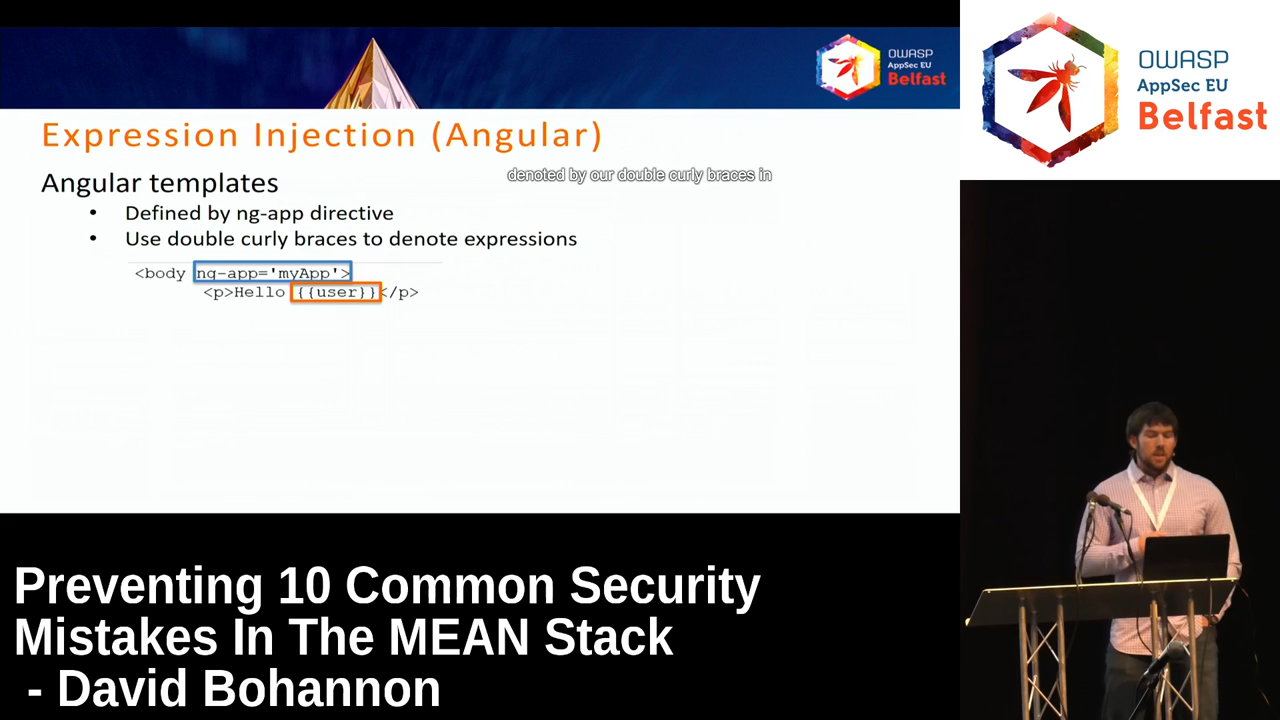 OWASP
AppSec EU
Belfast
OWASP
AppSec EU
Belfast
Expression Injection (Angular)
denoted by our double curly braces in
Angular templates
• Defined by ng-app directive
• Use double curly braces to denote expressions
<body ng-app='myApp'>
<p>Hello {{user}}</p>
Preventing 10 Common Security
Mistakes In The MEAN Stack
- David Bohannon